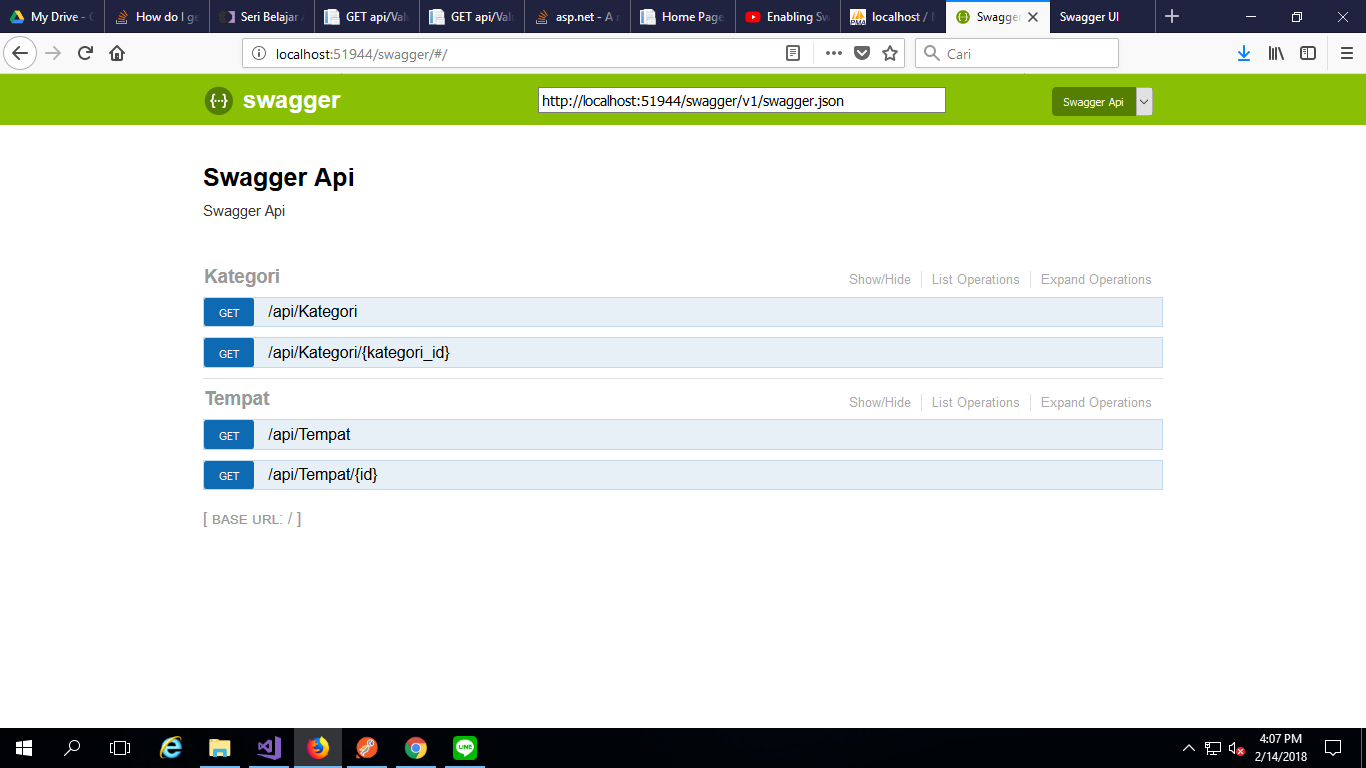 My Drive -
How do I ge
Seri Belajar
GET api/Val
GET api/Val
asp.net - A
Home Page
Enabling Sw
localhost /
Swagger
Swagger UI
localhost:51944/swagger/#/
Cari
{··}
swagger
http://localhost:51944/swagger/v1/swagger.json
Swagger Api
Swagger Api
Swagger Api
Kategori
Show/Hide
List Operations
Expand Operations
GET
/api/Kategori
GET
/api/Kategori/{kategori_id}
Tempat
Show/Hide
List Operations
Expand Operations
GET
/api/Tempat
GET
/api/Tempat/{id}
[ BASE URL: / ]
LINE
4:07 PM
2/14/2018